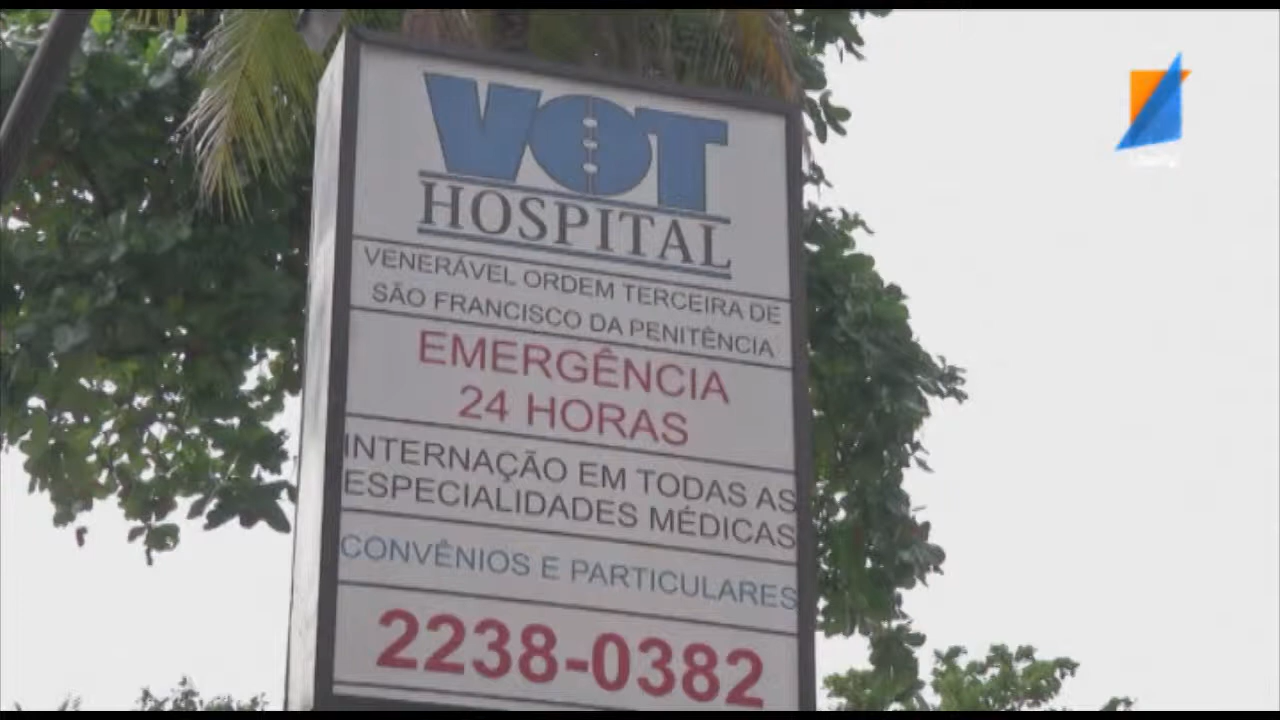 VOT
HOSPITAL
VENERÁVEL ORDEM TERCEIRA DE
SÃO FRANCISCO DA PENITÊNCIA
EMERGÊNCIA
24 HORAS
INTERNAÇÃO EM TODAS AS
ESPECIALIDADES MÉDICAS
CONVÊNIOS E PARTICULARES
2238-0382